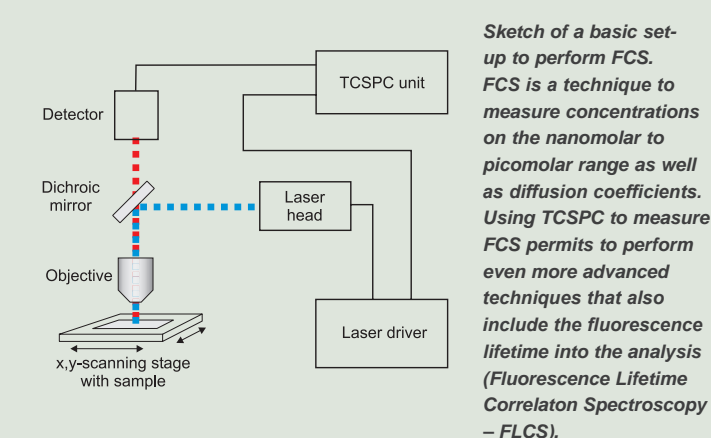 Sketch of a basic set-
up to perform FCS.
FCS is a technique to
measure concentrations
on the nanomolar to
picomolar range as well
as diffusion coefficients.
Using TCSPC to measure
FCS permits to perform
even more advanced
techniques that also
include the fluorescence
lifetime into the analysis
(Fluorescence Lifetime
Correlaton Spectroscopy
– FLCS).
TCSPC unit
Detector
Dichroic
mirror
Laser
head
Objective
Laser driver
x,y-scanning stage
with sample